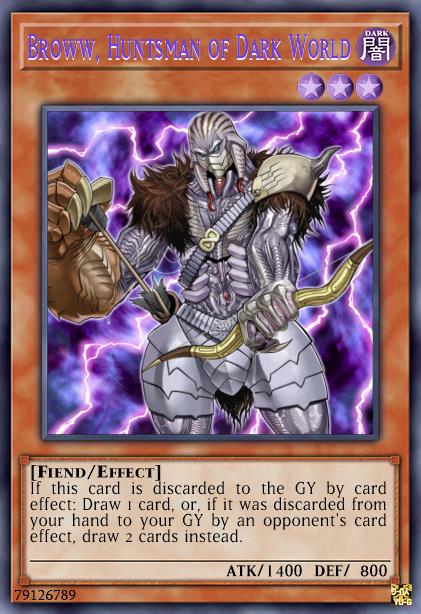 Broww, Huntsman of Dark World
DARK
闇
[Fiend/Effect]
If this card is discarded to the GY by card
effect: Draw 1 card, or, if it was discarded from
your hand to your GY by an opponent's card
effect, draw 2 cards instead.
ATK/1400 DEF/ 800
79126789